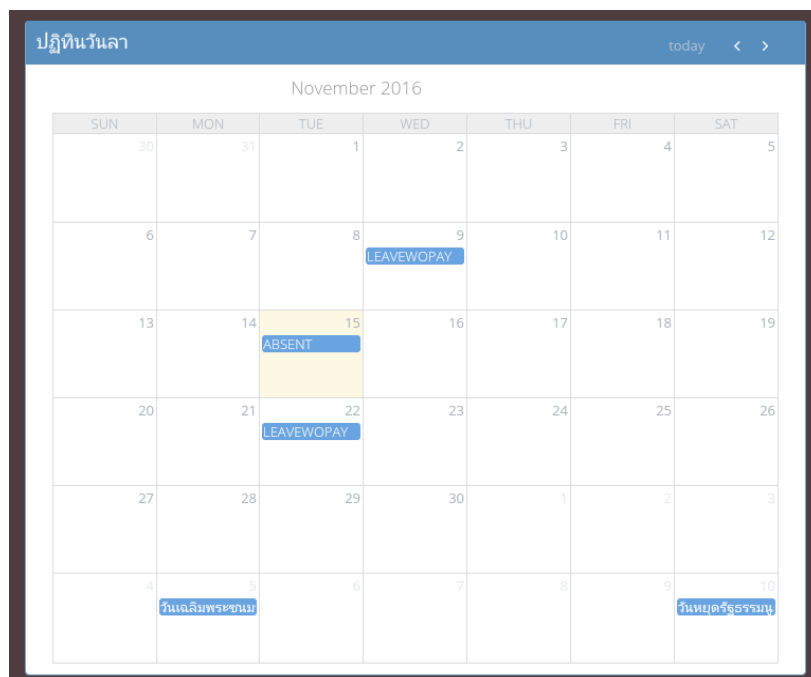 ปฏิทินวันลา today
November 2016
SUN MON TUE WED THU FRI SAT
30 31 1 2 3 4 5
6 7 8 9 10 11 12
LEAVEWOPAY
13 14 15 16 17 18 19
ABSENT
20 21 22 23 24 25 26
LEAVEWOPAY
27 28 29 30 1 2 3
4 5 6 7 8 9 10
วันเฉลิมพระชนม วันหยุดรัฐธรรมนู